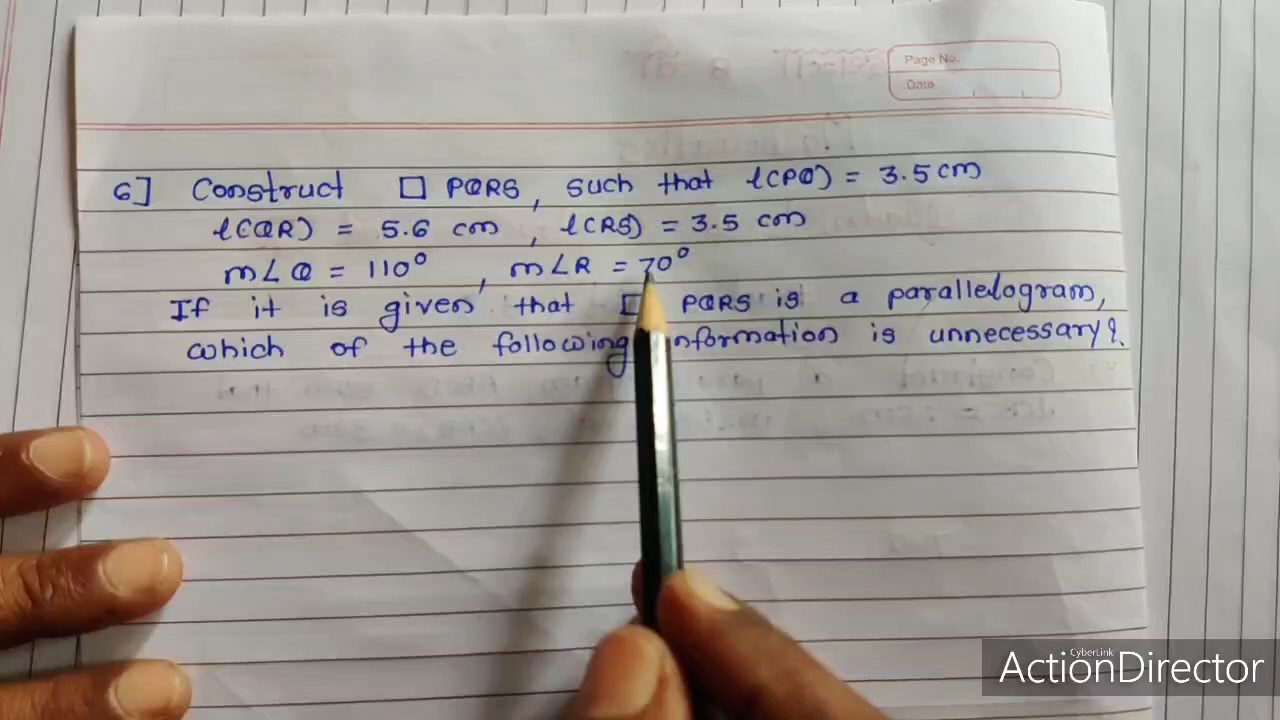 Page No.
Date
6] Construct □ PQRS, such that l(PQ) = 3.5 cm
l(QR) = 5.6 cm, l(RS) = 3.5 cm
m∠Q = 110°, m∠R = 70°
If it is given that □ PQRS is a parallelogram,
which of the following information is unnecessary?
CyberLink
ActionDirector